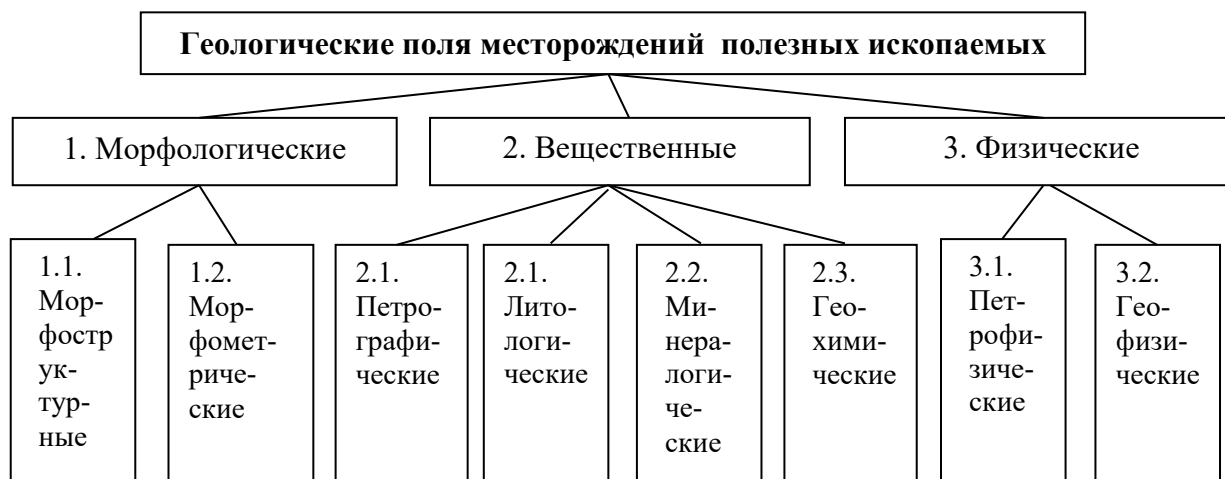 Геологические поля месторождений полезных ископаемых
1. Морфологические
2. Вещественные
3. Физические
1.1.
Мор-
фостр
ук-
тур-
ные
1.2.
Мор-
фомет-
риче-
ские
2.1.
Петро-
графи-
ческие
2.1.
Лито-
логи-
ческие
2.2.
Ми-
нера-
логи-
че-
ские
2.3.
Гео-
хими-
ческие
3.1.
Пет-
рофи-
зиче-
ские
3.2.
Гео-
физи-
ческие